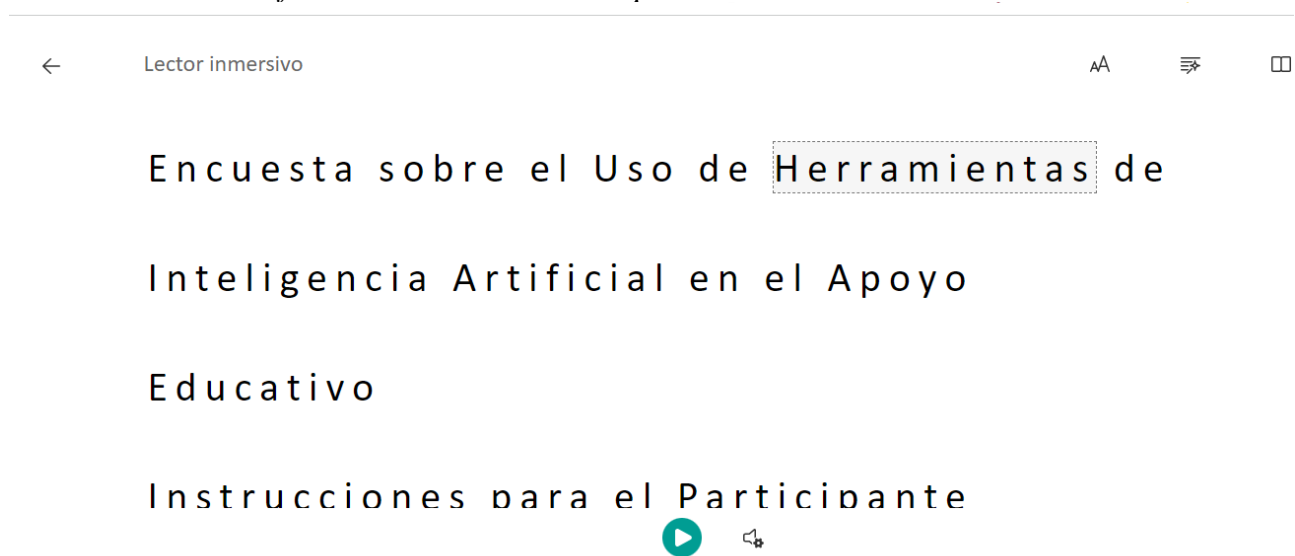 Lector inmersivo
Encuesta sobre el Uso de Herramientas de
Inteligencia Artificial en el Apoyo
Educativo
Instrucciones para el Participante